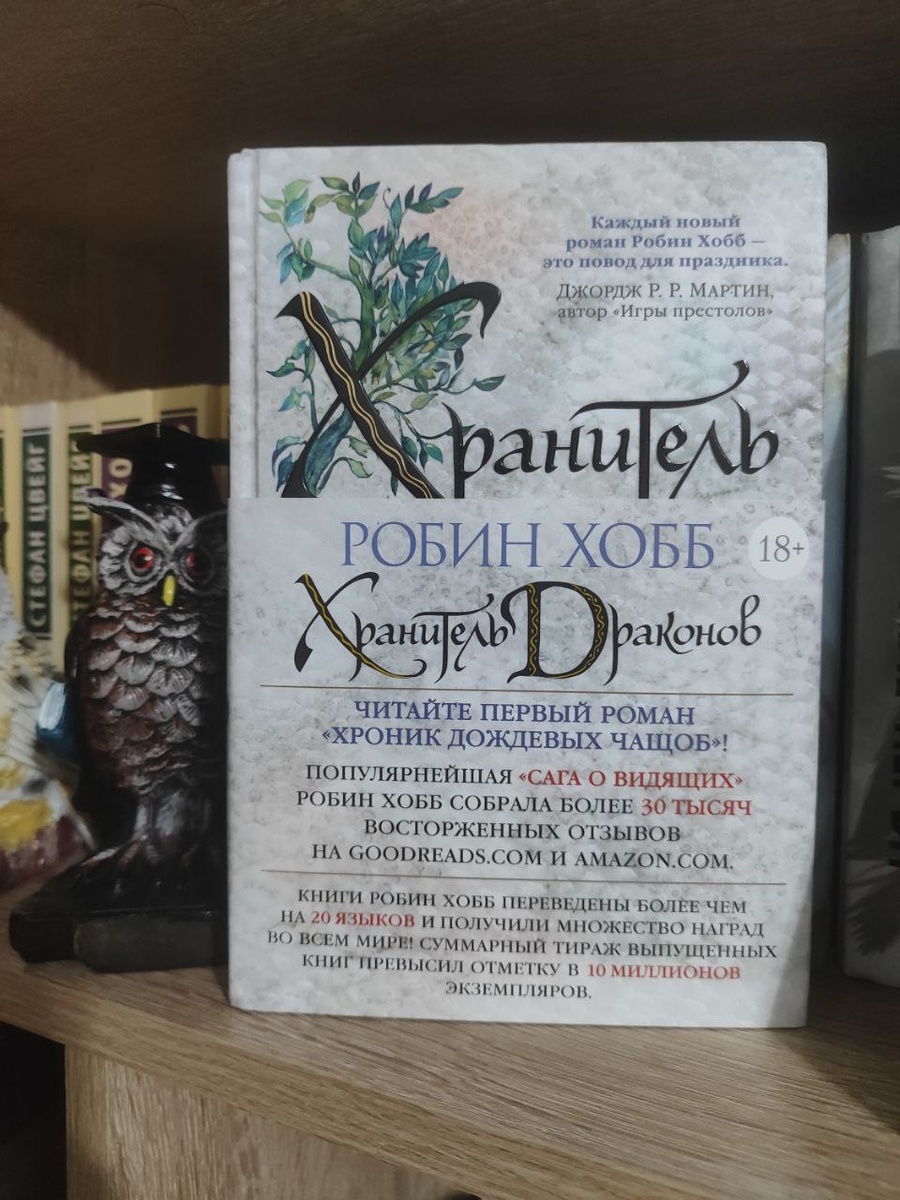 Каждый новый
роман Робин Хобб —
это повод для праздника.
Джордж Р. Р. Мартин,
автор «Игры престолов»
Хранитель
РОБИН ХОББ
18+
Хранитель Драконов
ЧИТАЙТЕ ПЕРВЫЙ РОМАН
«ХРОНИК ДОЖДЕВЫХ ЧАЩОБ»!
ПОПУЛЯРНЕЙШАЯ «САГА О ВИДЯЩИХ»
РОБИН ХОББ СОБРАЛА БОЛЕЕ 30 ТЫСЯЧ
ВОСТОРЖЕННЫХ ОТЗЫВОВ
НА GOODREADS.COM И AMAZON.COM.
КНИГИ РОБИН ХОББ ПЕРЕВЕДЕНЫ БОЛЕЕ ЧЕМ
НА 20 ЯЗЫКОВ И ПОЛУЧИЛИ МНОЖЕСТВО НАГРАД
ВО ВСЕМ МИРЕ! СУММАРНЫЙ ТИРАЖ ВЫПУЩЕННЫХ
КНИГ ПРЕВЫСИЛ ОТМЕТКУ В 10 МИЛЛИОНОВ
ЭКЗЕМПЛЯРОВ.
СТЕФАН ЦВЕЙГ
СТЕФАН ЦВЕЙГ